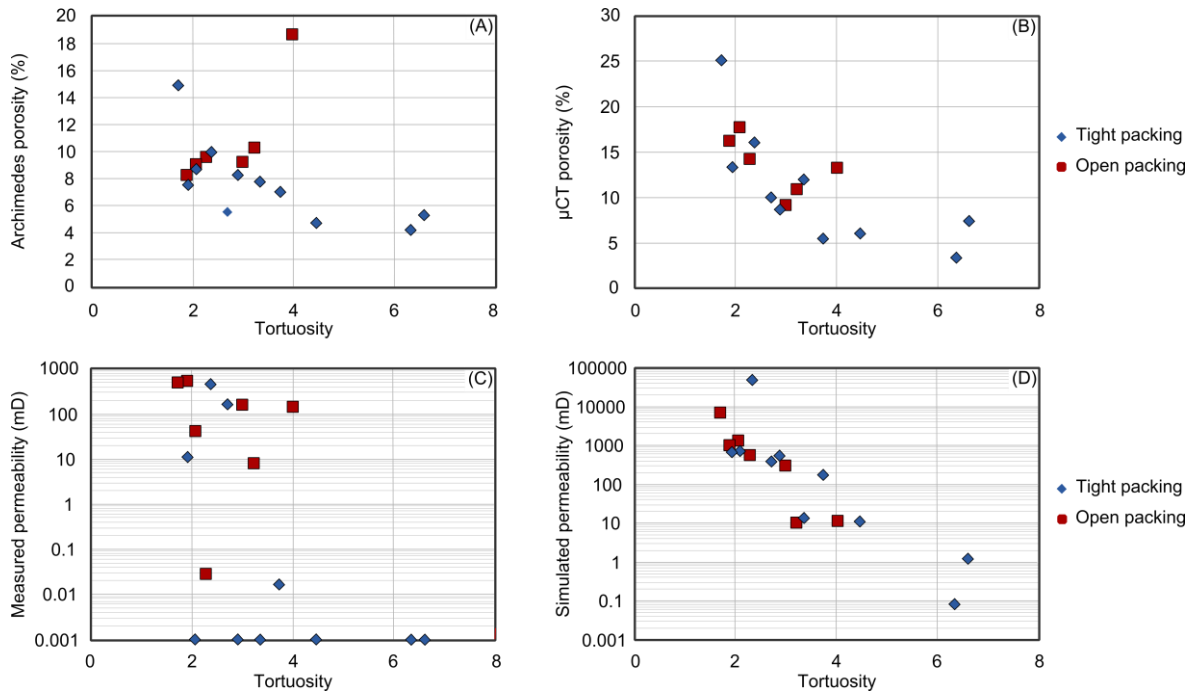 (A)
Archimedes porosity (%)
20
18
16
14
12
10
8
6
4
2
0
0 2 4 6 8
Tortuosity
(B)
µCT porosity (%)
30
25
20
15
10
5
0
0 2 4 6 8
Tortuosity
Tight packing
Open packing
(C)
Measured permeability (mD)
1000
100
10
1
0.1
0.01
0.001
0 2 4 6 8
Tortuosity
(D)
Simulated permeability (mD)
100000
10000
1000
100
10
1
0.1
0.001
0 2 4 6 8
Tortuosity
Tight packing
Open packing